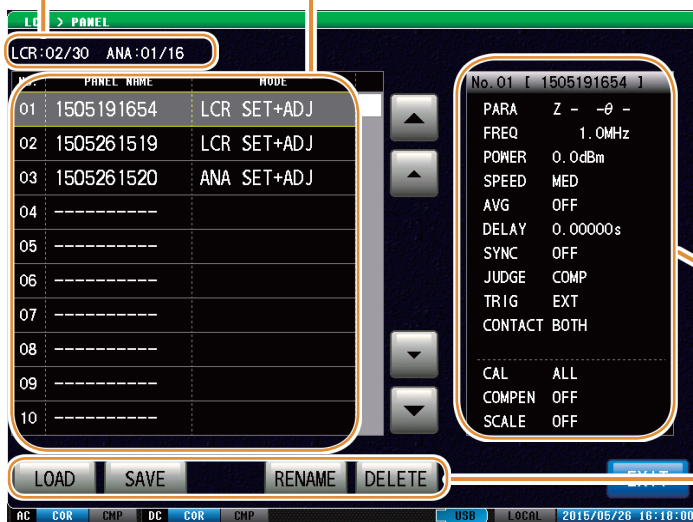 LC > PANEL
LCR:02/30 ANA:01/16
No. PANEL NAME MODE
01 1505191654 LCR SET+ADJ
02 1505261519 LCR SET+ADJ
03 1505261520 ANA SET+ADJ
04 ----------
05 ----------
06 ----------
07 ----------
08 ----------
09 ----------
10 ----------
No.01 [ 1505191654 ]
PARA Z - -θ -
FREQ 1.0MHz
POWER 0.0dBm
SPEED MED
AVG OFF
DELAY 0.00000s
SYNC OFF
JUDGE COMP
TRIG EXT
CONTACT BOTH
CAL ALL
COMPEN OFF
SCALE OFF
LOAD SAVE RENAME DELETE EXIT
AC COR CMP DC COR CMP USB LOCAL 2015/05/26 16:18:00